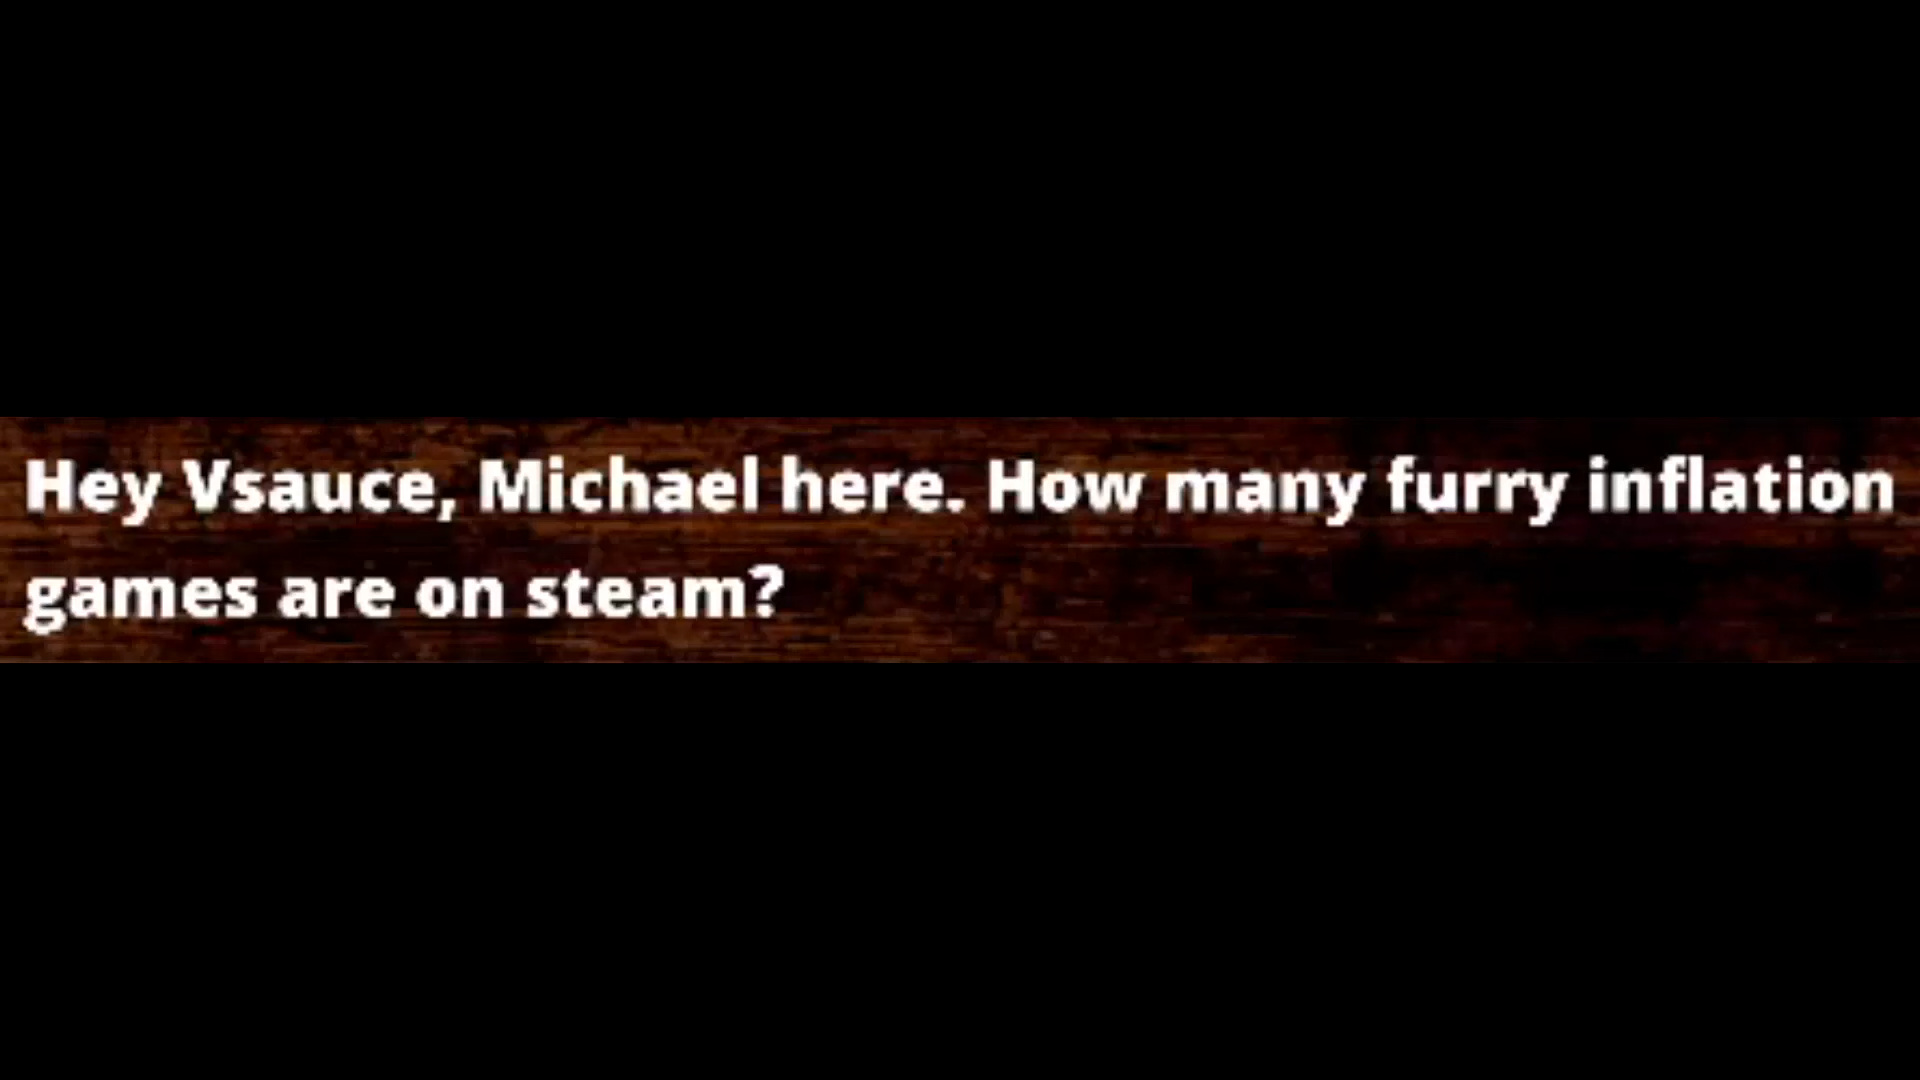 Hey Vsauce, Michael here. How many furry inflation
games are on steam?